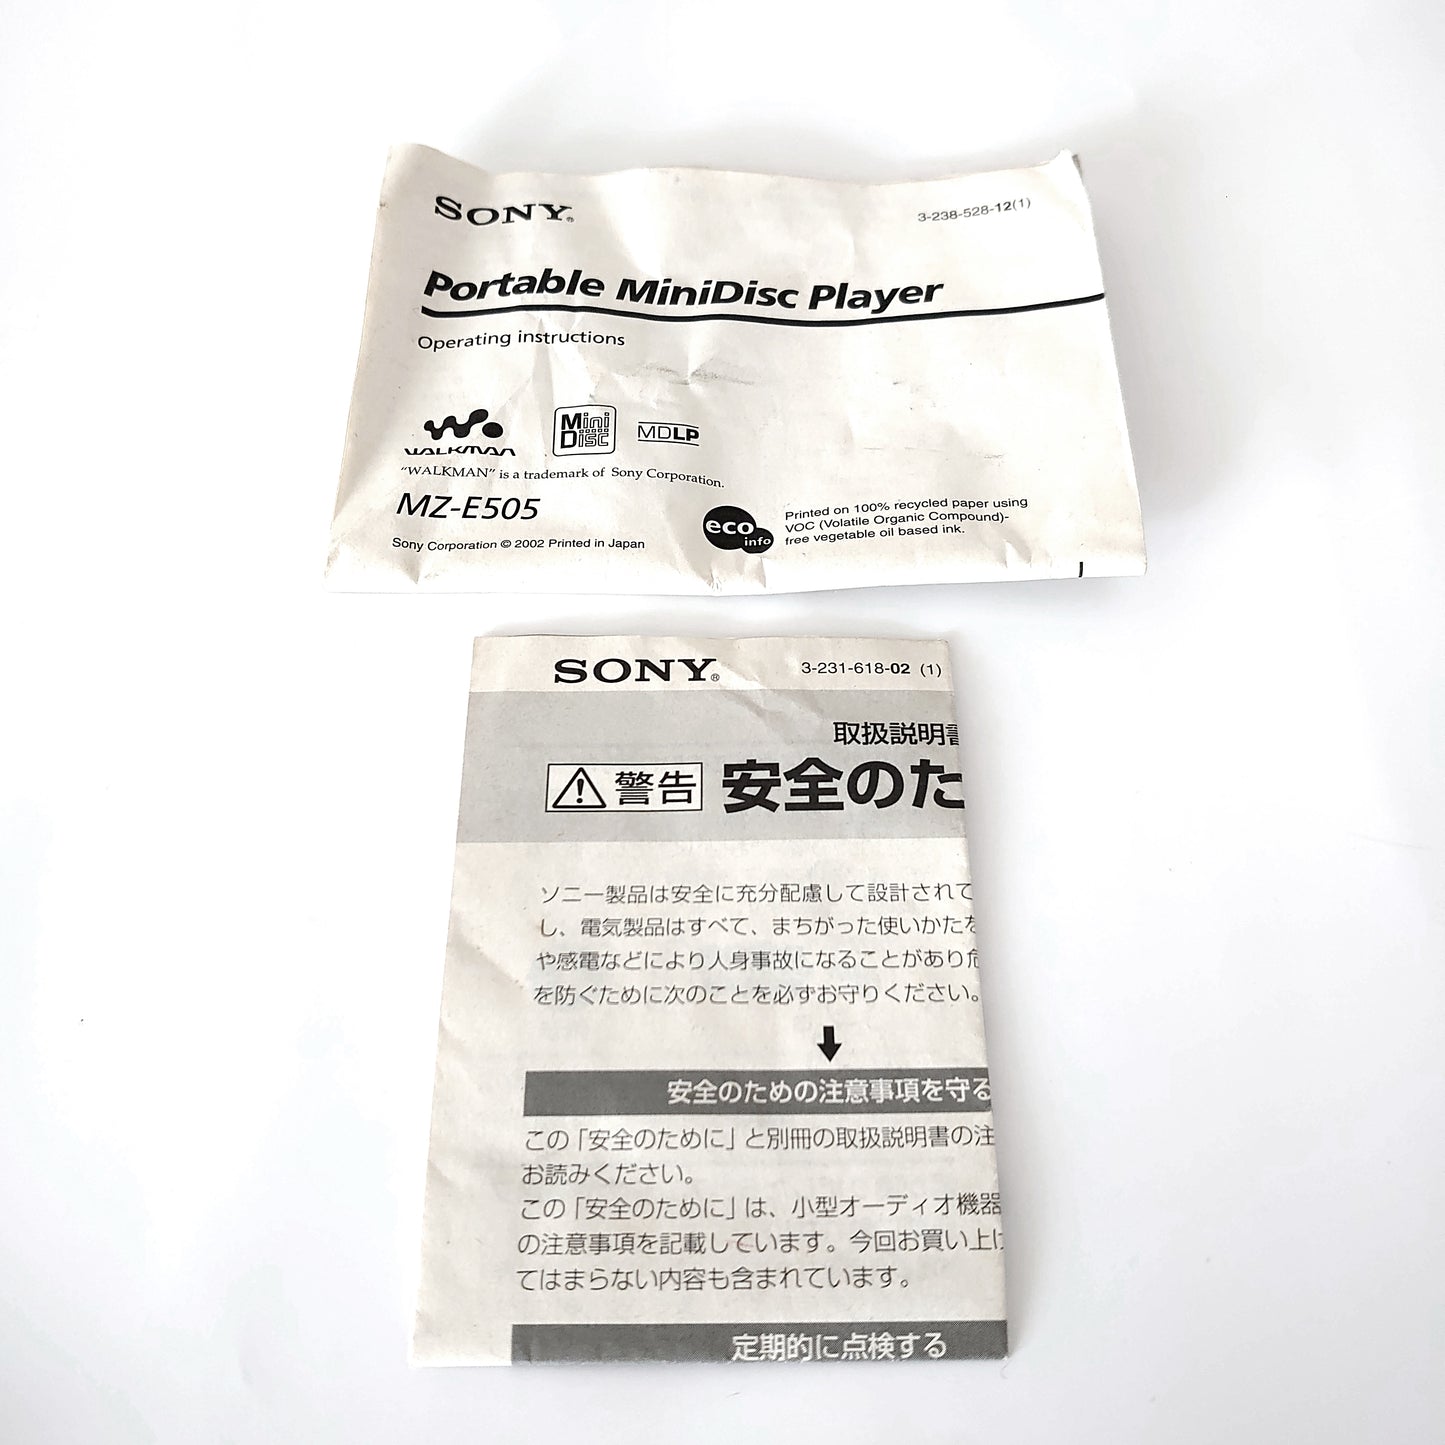 SONY®
3-238-528-12(1)
Portable MiniDisc Player
Operating instructions
WALKMAN
Mini
Disc
MDLP
“WALKMAN” is a trademark of Sony Corporation.
MZ-E505
Sony Corporation © 2002 Printed in Japan
eco
info
Printed on 100% recycled paper using
VOC (Volatile Organic Compound)-
free vegetable oil based ink.
SONY®
3-231-618-02 (1)
取扱説明書
警告 安全のた
ソニー製品は安全に充分配慮して設計されて
し、電気製品はすべて、まちがった使いかたを
や感電などにより人身事故になることがあり危
を防ぐために次のことを必ずお守りください。
安全のための注意事項を守る
この「安全のために」と別冊の取扱説明書の注
お読みください。
この「安全のために」は、小型オーディオ機器
の注意事項を記載しています。今回お買い上げ
てはまらない内容も含まれています。
定期的に点検する